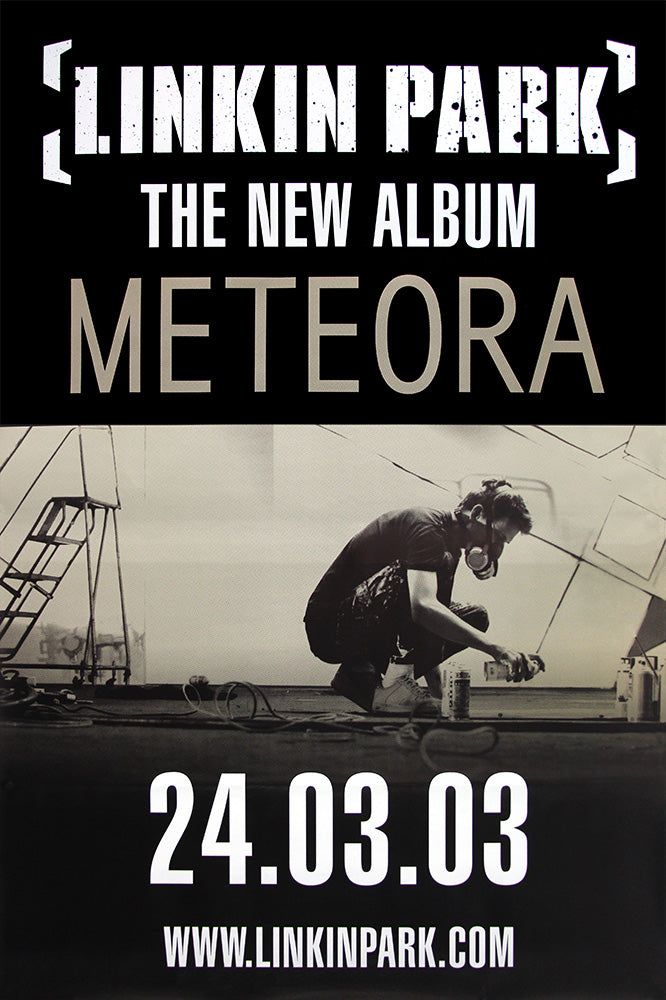 [LINKIN PARK]
THE NEW ALBUM
METEORA
24.03.03
WWW.LINKINPARK.COM